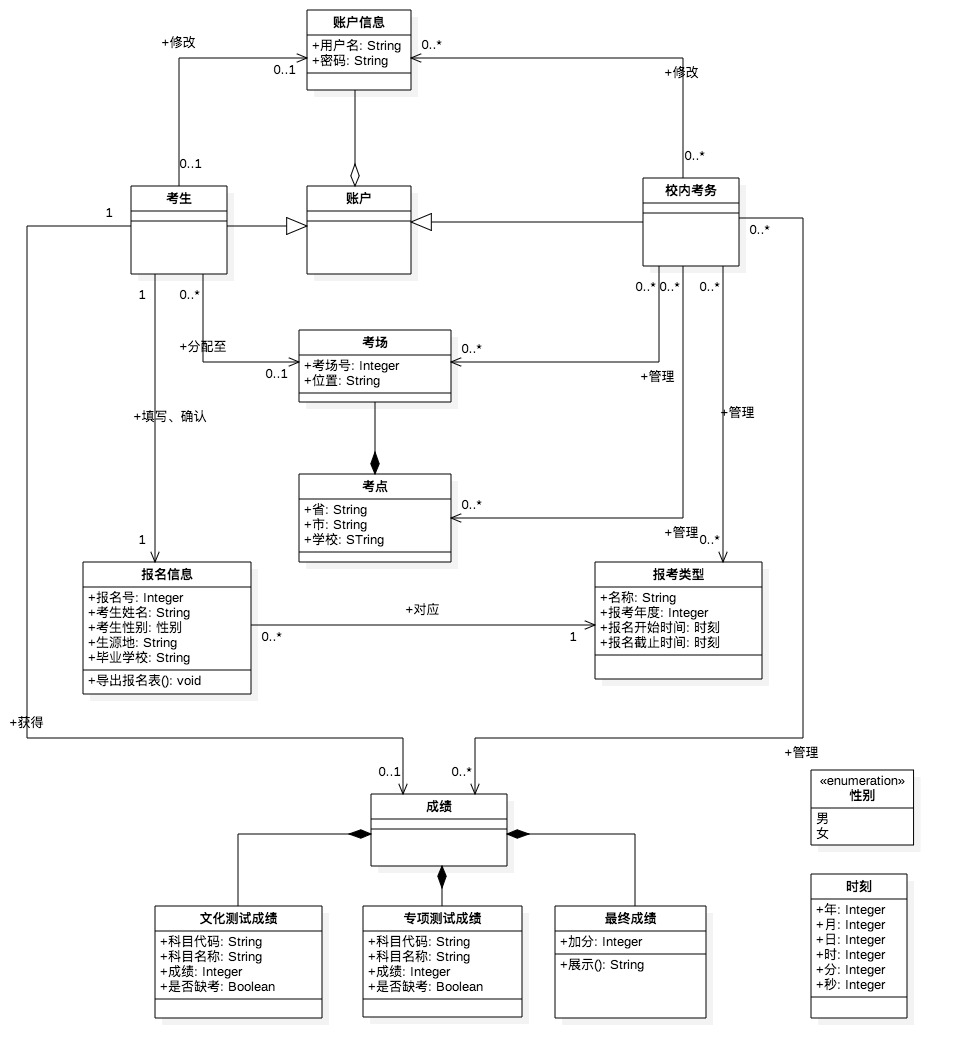 账户信息
+用户名: String
+密码: String
+修改
0..1
0..1
0..*
+修改
0..*
考生
账户
校内考务
1
0..*
1
0..*
+分配至
0..1
0..*
0..*
0..*
考场
+考场号: Integer
+位置: String
0..*
+管理
+管理
+填写、确认
考点
+省: String
+市: String
+学校: STring
0..*
+管理
0..*
1
报名信息
+报名号: Integer
+考生姓名: String
+考生性别: 性别
+生源地: String
+毕业学校: String
+导出报名表(): void
+对应
0..*
1
报考类型
+名称: String
+报考年度: Integer
+报名开始时间: 时刻
+报名截止时间: 时刻
+获得
+管理
0..1
0..*
成绩
«enumeration»
性别
男
女
文化测试成绩
+科目代码: String
+科目名称: String
+成绩: Integer
+是否缺考: Boolean
专项测试成绩
+科目代码: String
+科目名称: String
+成绩: Integer
+是否缺考: Boolean
最终成绩
+加分: Integer
+展示(): String
时刻
+年: Integer
+月: Integer
+日: Integer
+时: Integer
+分: Integer
+秒: Integer